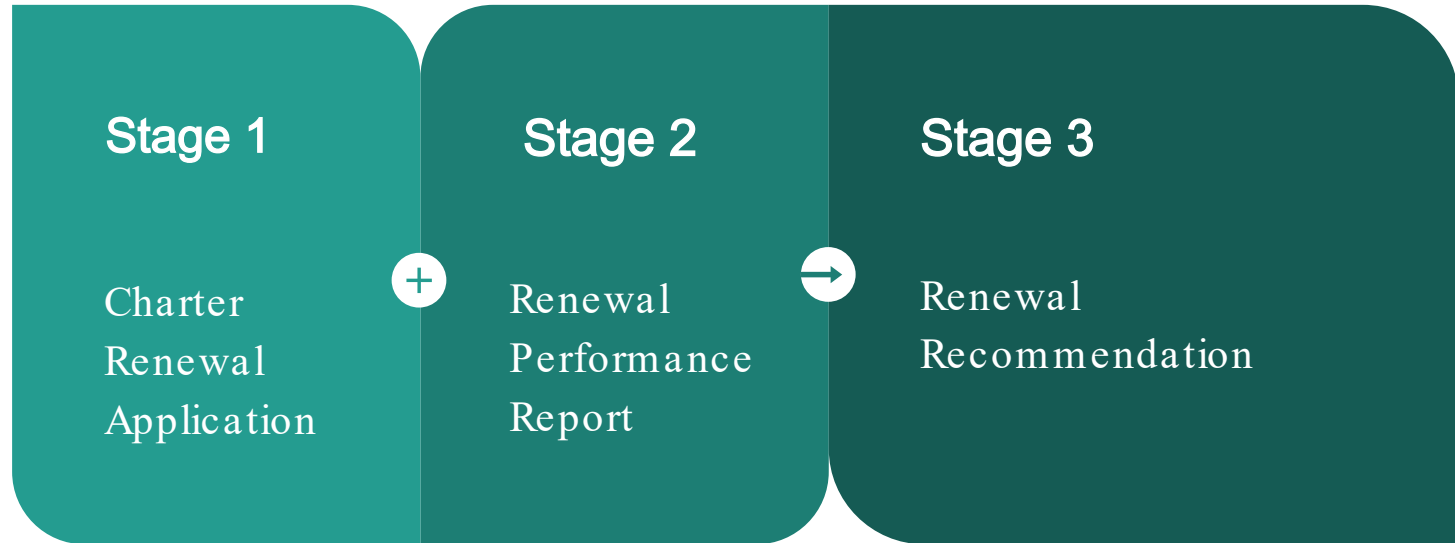 Stage 1
Charter
Renewal
Application
+
Stage 2
Renewal
Performance
Report
Stage 3
Renewal
Recommendation